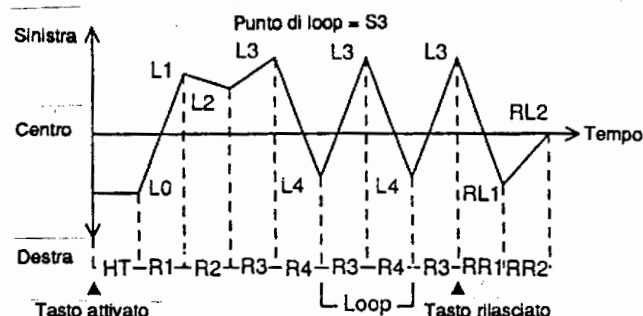 Punto di loop = S3
Sinistra
L3 L3 L3
L1
L2
RL2
Centro
Tempo
L0 L4 L4 RL1
Destra
HT R1 R2 R3 R4 R3 R4 R3 RR1 RR2
Loop
Tasto attivato Tasto rilasciato